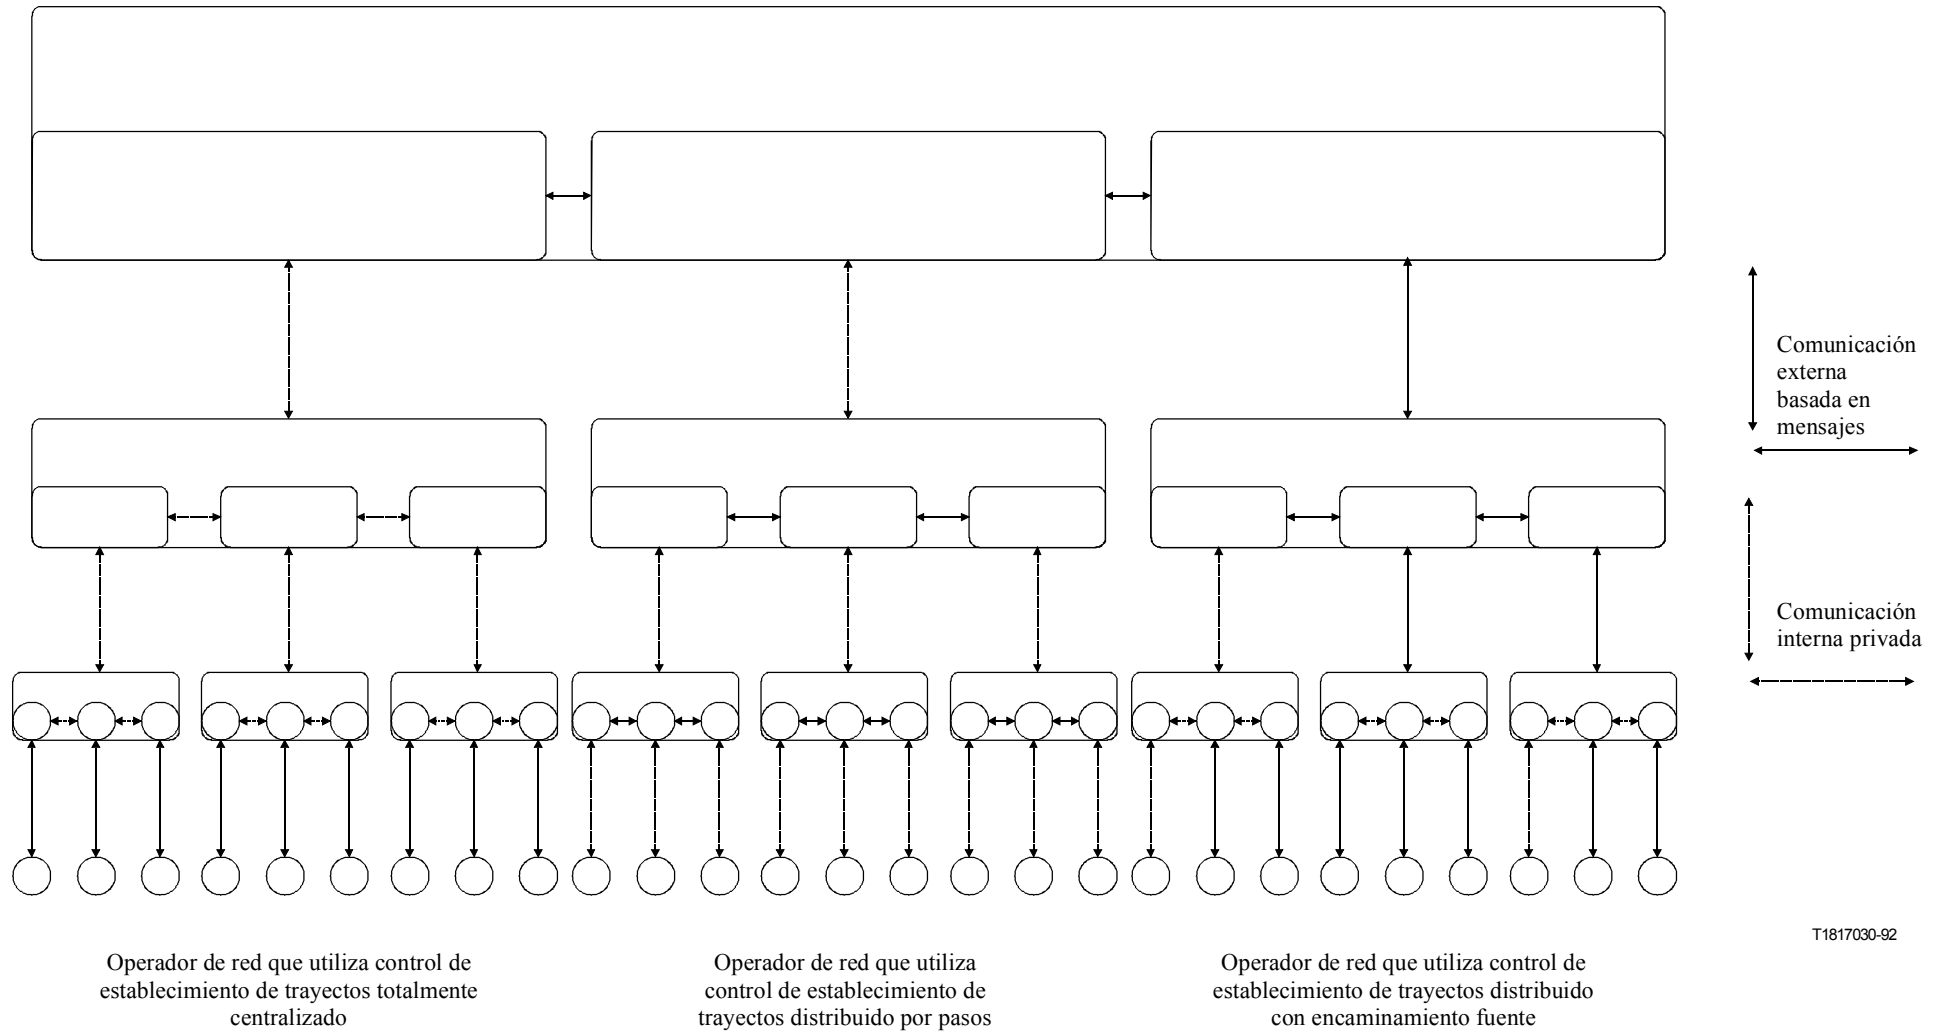 Comunicación
externa
basada en
mensajes
Comunicación
interna privada
T1817030-92
Operador de red que utiliza control de
establecimiento de trayectos totalmente
centralizado
Operador de red que utiliza
control de establecimiento de
trayectos distribuido por pasos
Operador de red que utiliza control de
establecimiento de trayectos distribuido
con encaminamiento fuente